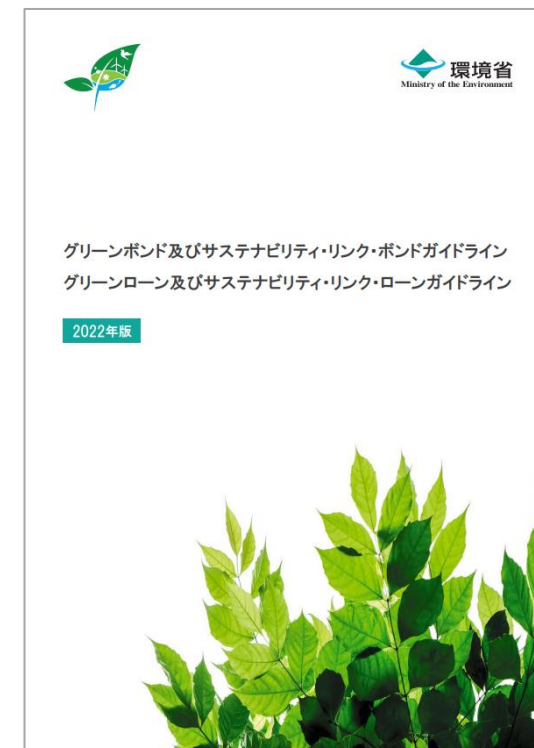 環境省
Ministry of the Environment
グリーンボンド及びサステナビリティ・リンク・ボンドガイドライン
グリーンローン及びサステナビリティ・リンク・ローンガイドライン
2022年版